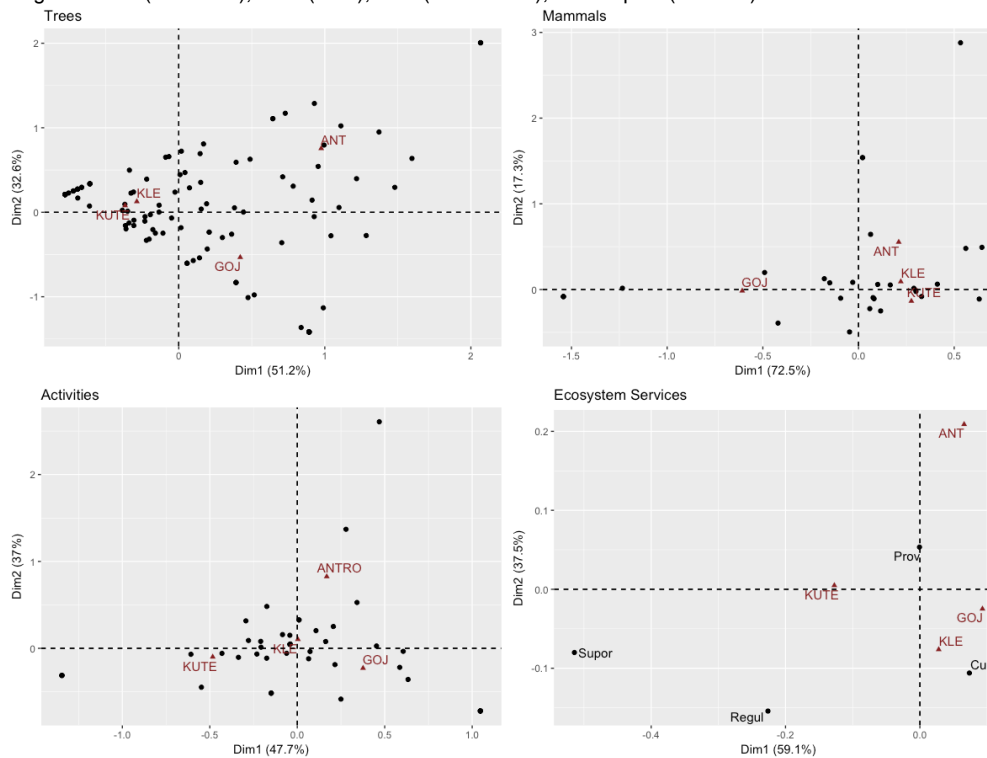 Trees
2
1
0
-1
Dim2 (32.6%)
ANT
KLE
KUTE
GOJ
0
1
2
Dim1 (51.2%)
Mammals
3
2
1
0
Dim2 (17.3%)
ANT
KLE
GOJ
KUTE
-1.5
-1.0
-0.5
0.0
0.5
Dim1 (72.5%)
Activities
2
1
0
Dim2 (37%)
ANTRO
KLE
KUTE
GOJ
-1.0
-0.5
0.0
0.5
1.0
Dim1 (47.7%)
Ecosystem Services
0.2
0.1
0.0
-0.1
Dim2 (37.5%)
ANT
Prov
KUTE
GOJ
KLE
Supor
Cu
Regul
-0.4
-0.2
0.0
Dim1 (59.1%)